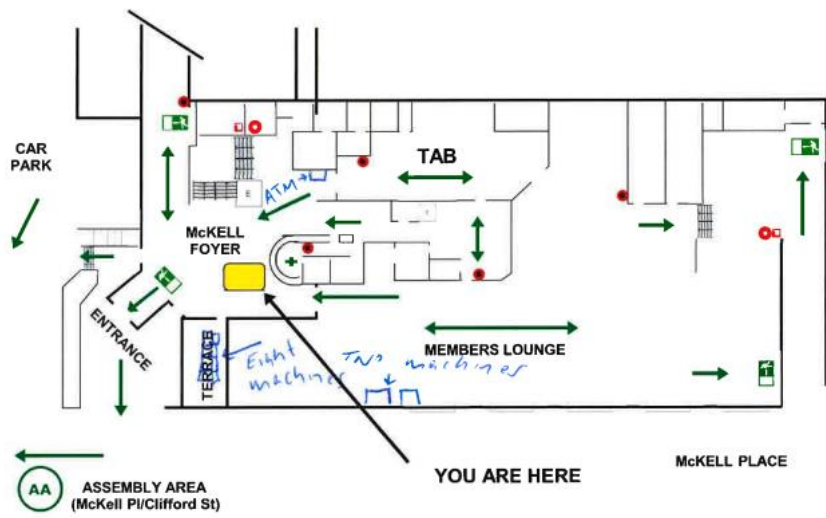 CAR
PARK
TAB
ATM
McKELL
FOYER
ENTRANCE
TERRACE
Eight
machines
Two machines
MEMBERS LOUNGE
YOU ARE HERE
McKELL PLACE
AA
ASSEMBLY AREA
(McKell Pl/Clifford St)